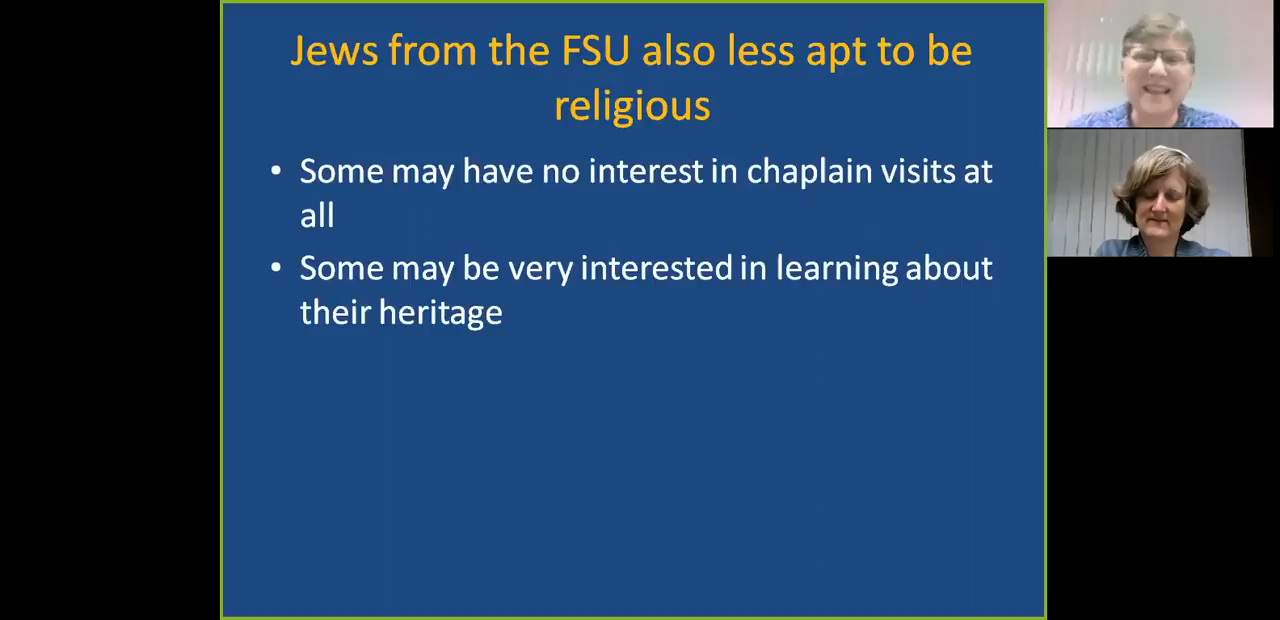 Jews from the FSU also less apt to be
religious
• Some may have no interest in chaplain visits at
all
• Some may be very interested in learning about
their heritage